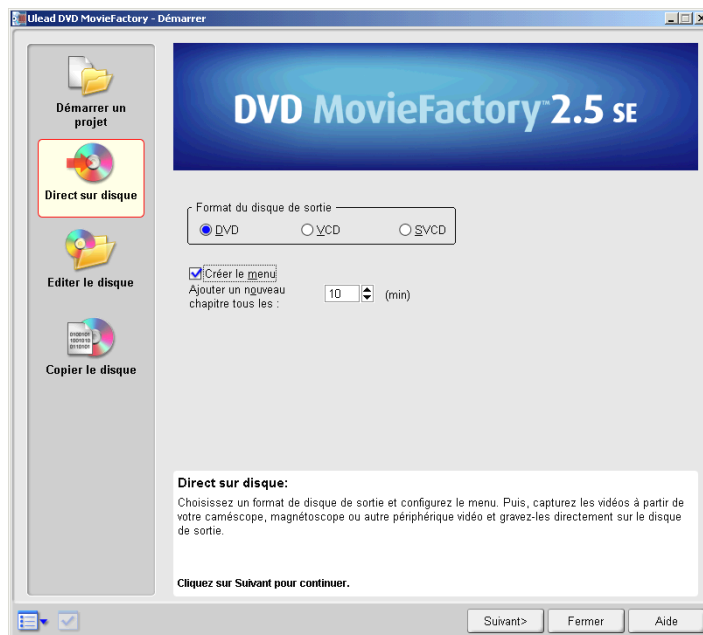 Ulead DVD MovieFactory - Démarrer
DVD MovieFactory™ 2.5 SE
Démarrer un
projet
Direct sur disque
Editer le disque
0100101
1001010
0110101
Copier le disque
Format du disque de sortie
DVD
VCD
SVCD
Créer le menu
Ajouter un nouveau
chapitre tous les :
10
(min)
Direct sur disque:
Choisissez un format de disque de sortie et configurez le menu. Puis, capturez les vidéos à partir de
votre caméscope, magnétoscope ou autre périphérique vidéo et gravez-les directement sur le disque
de sortie.
Cliquez sur Suivant pour continuer.
Suivant>
Fermer
Aide